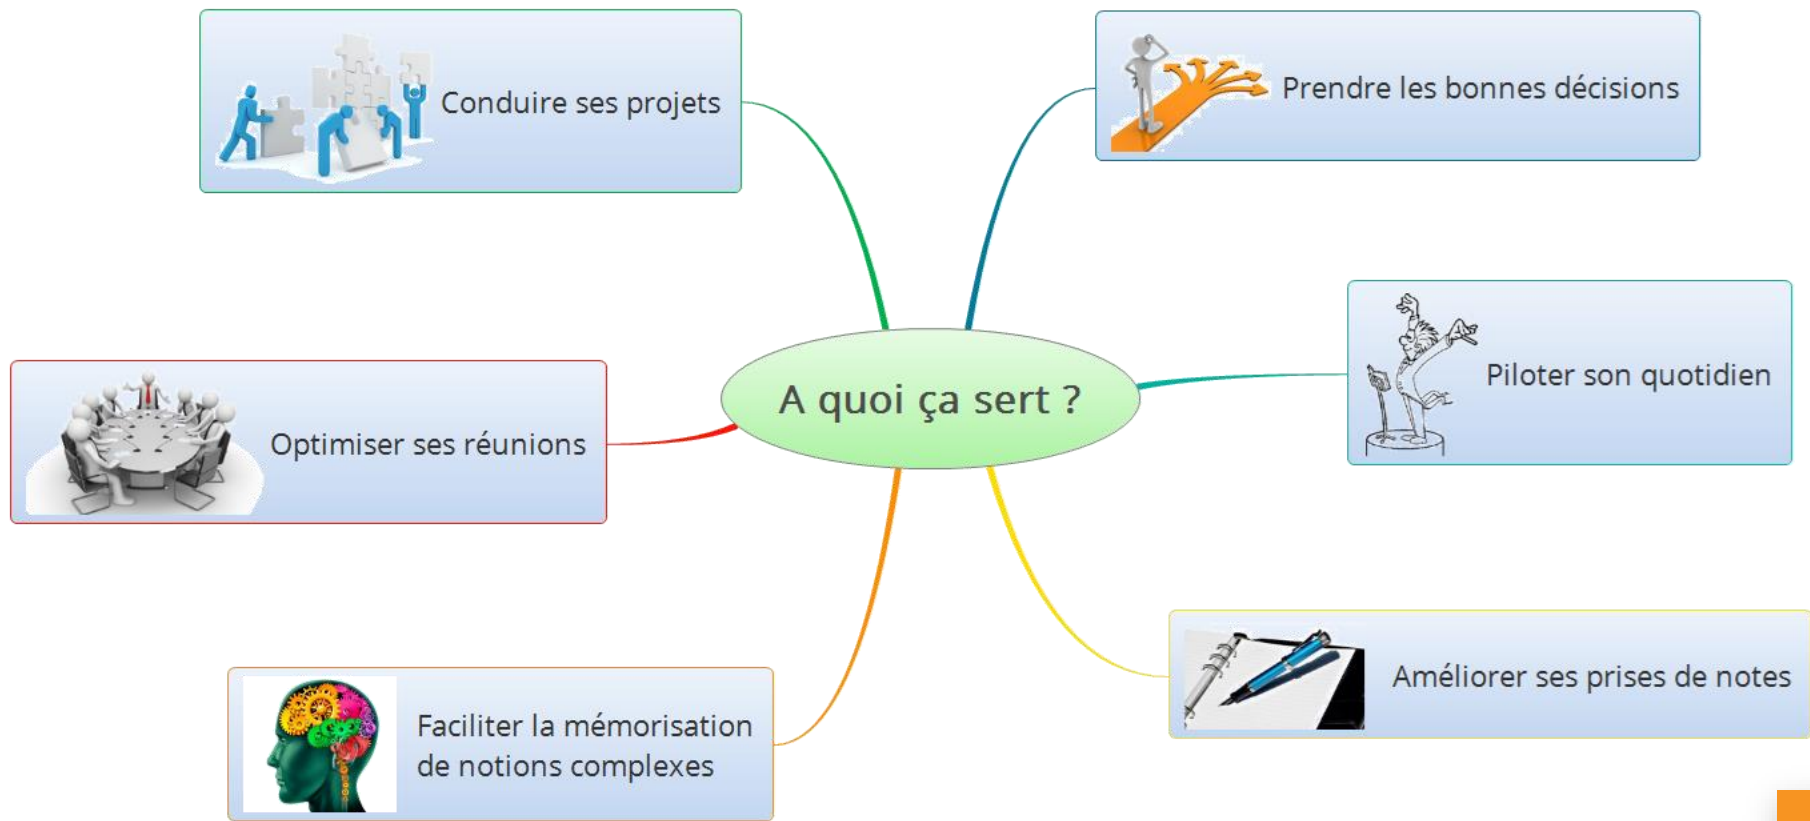 Conduire ses projets
Prendre les bonnes décisions
Piloter son quotidien
A quoi ça sert ?
Optimiser ses réunions
Améliorer ses prises de notes
Faciliter la mémorisation
de notions complexes